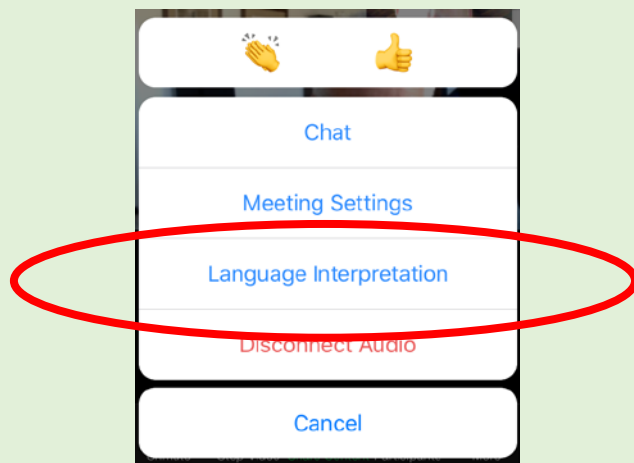 Chat
Meeting Settings
Language Interpretation
Disconnect Audio
Cancel